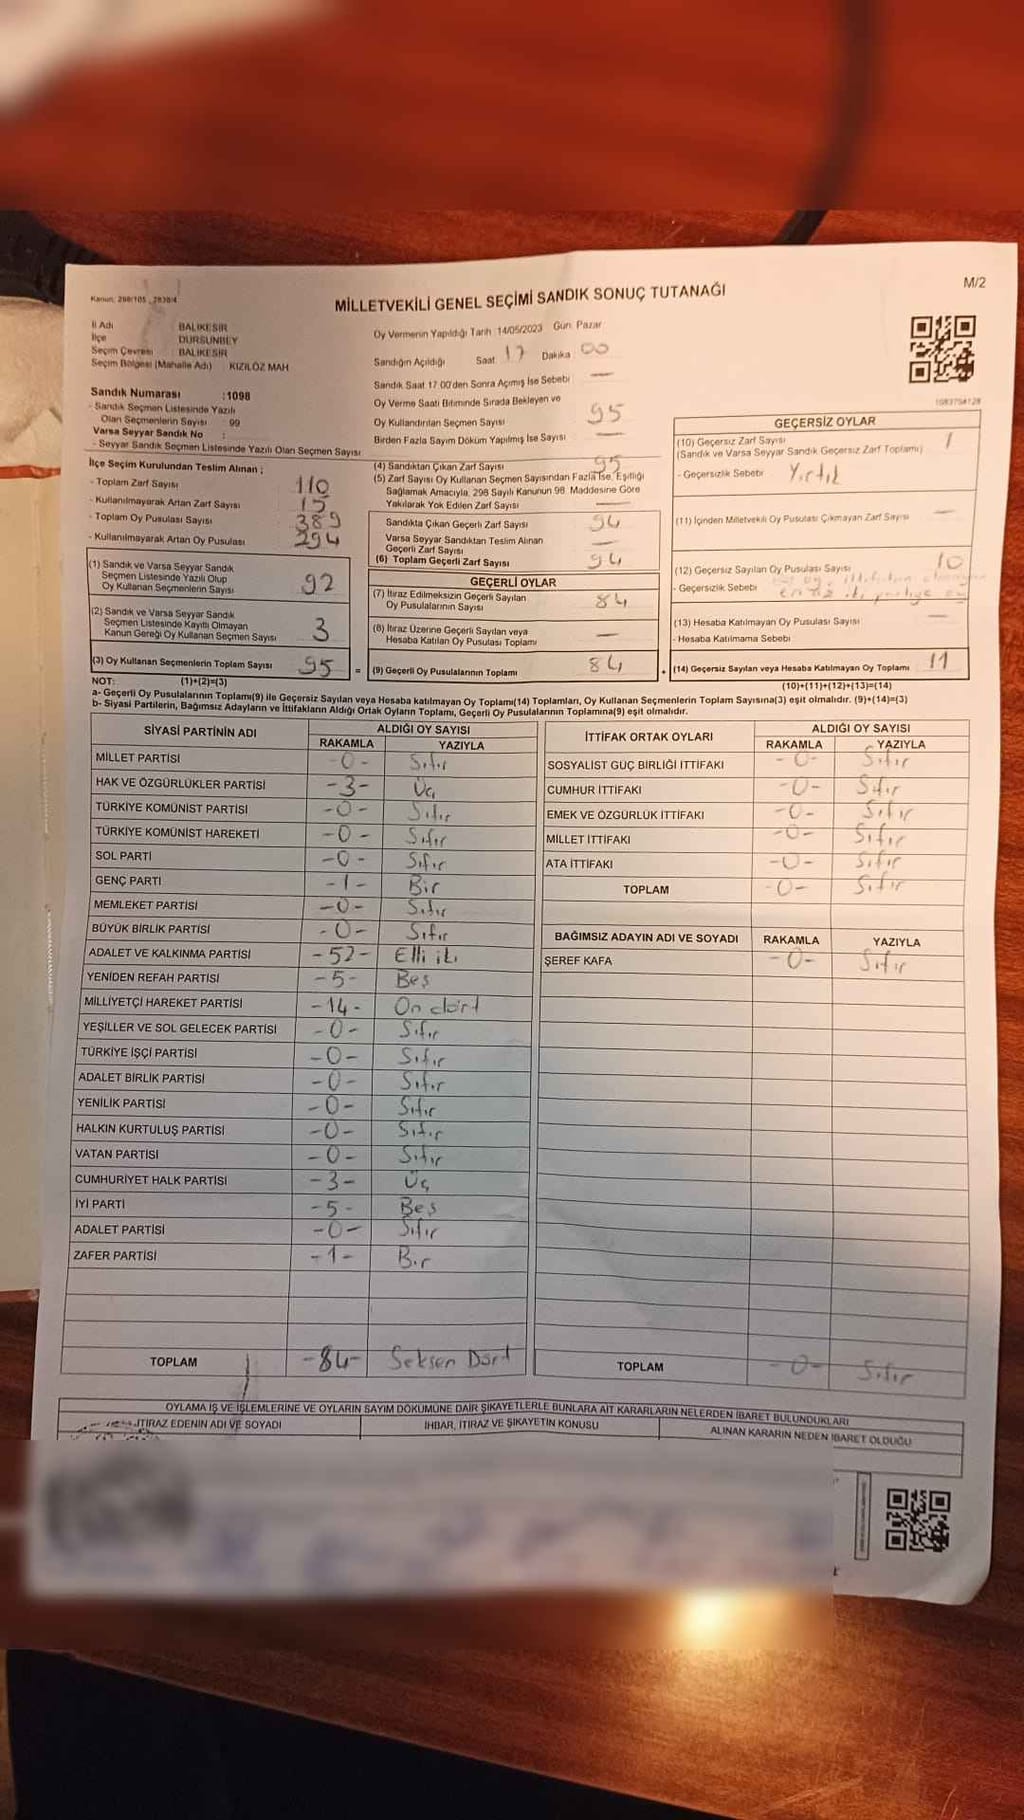 M/2
Kanun: 298/105 , 2839/4
MİLLETVEKİLİ GENEL SEÇİMİ SANDIK SONUÇ TUTANAĞI
İl Adı BALIKESİR
İlçe DURSUNBEY
Seçim Çevresi BALIKESİR
Seçim Bölgesi (Mahalle Adı) KIZILÖZ MAH
Sandık Numarası :1098
- Sandık Seçmen Listesinde Yazılı
Olan Seçmenlerin Sayısı : 99
Varsa Seyyar Sandık No :
- Seyyar Sandık Seçmen Listesinde Yazılı Olan Seçmen Sayısı
Oy Vermenin Yapıldığı Tarih 14/05/2023 Gün: Pazar
Sandığın Açıldığı Saat 17 Dakika 00
Sandık Saat 17.00'den Sonra Açımış İse Sebebi —
Oy Verme Saati Bitiminde Sırada Bekleyen ve
Oy Kullandırılan Seçmen Sayısı 95
Birden Fazla Sayım Döküm Yapılmış İse Sayısı —
İlçe Seçim Kurulundan Teslim Alınan ;
- Toplam Zarf Sayısı 110
- Kullanılmayarak Artan Zarf Sayısı 15
- Toplam Oy Pusulası Sayısı 389
- Kullanılmayarak Artan Oy Pusulası 294
(4) Sandıktan Çıkan Zarf Sayısı 95
(5) Zarf Sayısı Oy Kullanan Seçmen Sayısından Fazla İse, Eşitliği
Sağlamak Amacıyla, 298 Sayılı Kanunun 98. Maddesine Göre
Yakılarak Yok Edilen Zarf Sayısı —
Sandıkta Çıkan Geçerli Zarf Sayısı 94
Varsa Seyyar Sandıktan Teslim Alınan
Geçerli Zarf Sayısı —
(6) Toplam Geçerli Zarf Sayısı 94
GEÇERSİZ OYLAR
(10) Geçersiz Zarf Sayısı 1
(Sandık ve Varsa Seyyar Sandık Geçersiz Zarf Toplamı)
- Geçersizlik Sebebi Yırtık
(11) İçinden Milletvekili Oy Pusulası Çıkmayan Zarf Sayısı —
(12) Geçersiz Sayılan Oy Pusulası Sayısı 10
- Geçersizlik Sebebi
(13) Hesaba Katılmayan Oy Pusulası Sayısı —
- Hesaba Katılmama Sebebi
(14) Geçersiz Sayılan veya Hesaba Katılmayan Oy Toplamı 11
(10)+(11)+(12)+(13)=(14)
(1) Sandık ve Varsa Seyyar Sandık
Seçmen Listesinde Yazılı Olup
Oy Kullanan Seçmenlerin Sayısı 92
(2) Sandık ve Varsa Seyyar Sandık
Seçmen Listesinde Kayıtlı Olmayan
Kanun Gereği Oy Kullanan Seçmen Sayısı 3
(3) Oy Kullanan Seçmenlerin Toplam Sayısı 95 =
GEÇERLİ OYLAR
(7) İtiraz Edilmeksizin Geçerli Sayılan
Oy Pusulalarının Sayısı 84
(8) İtiraz Üzerine Geçerli Sayılan veya
Hesaba Katılan Oy Pusulası Toplamı —
(9) Geçerli Oy Pusulalarının Toplamı 84 +
NOT: (1)+(2)=(3)
a- Geçerli Oy Pusulalarının Toplamı(9) ile Geçersiz Sayılan veya Hesaba katılmayan Oy Toplamı(14) Toplamları, Oy Kullanan Seçmenlerin Toplam Sayısına(3) eşit olmalıdır. (9)+(14)=(3)
b- Siyasi Partilerin, Bağımsız Adayların ve İttifakların Aldığı Ortak Oyların Toplamı, Geçerli Oy Pusulalarının Toplamına(9) eşit olmalıdır.
SİYASİ PARTİNİN ADI ALDIĞI OY SAYISI
RAKAMLA YAZIYLA
MİLLET PARTİSİ -0- Sıfır
HAK VE ÖZGÜRLÜKLER PARTİSİ -3- Üç
TÜRKİYE KOMÜNİST PARTİSİ -0- Sıfır
TÜRKİYE KOMÜNİST HAREKETİ -0- Sıfır
SOL PARTİ -0- Sıfır
GENÇ PARTİ -1- Bir
MEMLEKET PARTİSİ -0- Sıfır
BÜYÜK BİRLİK PARTİSİ -0- Sıfır
ADALET VE KALKINMA PARTİSİ -52- Elli iki
YENİDEN REFAH PARTİSİ -5- Beş
MİLLİYETÇİ HAREKET PARTİSİ -14- On dört
YEŞİLLER VE SOL GELECEK PARTİSİ -0- Sıfır
TÜRKİYE İŞÇİ PARTİSİ -0- Sıfır
ADALET BİRLİK PARTİSİ -0- Sıfır
YENİLİK PARTİSİ -0- Sıfır
HALKIN KURTULUŞ PARTİSİ -0- Sıfır
VATAN PARTİSİ -0- Sıfır
CUMHURİYET HALK PARTİSİ -3- Üç
İYİ PARTİ -5- Beş
ADALET PARTİSİ -0- Sıfır
ZAFER PARTİSİ -1- Bir
TOPLAM -84- Seksen Dört
İTTİFAK ORTAK OYLARI ALDIĞI OY SAYISI
RAKAMLA YAZIYLA
SOSYALİST GÜÇ BİRLİĞİ İTTİFAKI -0- Sıfır
CUMHUR İTTİFAKI -0- Sıfır
EMEK VE ÖZGÜRLÜK İTTİFAKI -0- Sıfır
MİLLET İTTİFAKI -0- Sıfır
ATA İTTİFAKI -0- Sıfır
TOPLAM -0- Sıfır
BAĞIMSIZ ADAYIN ADI VE SOYADI RAKAMLA YAZIYLA
ŞEREF KAFA -0- Sıfır
TOPLAM -0- Sıfır
OYLAMA İŞ VE İŞLEMLERİNE VE OYLARIN SAYIM DÖKÜMÜNE DAİR ŞİKAYETLERLE BUNLARA AİT KARARLARIN NELERDEN İBARET BULUNDUKLARI
İTİRAZ EDENİN ADI VE SOYADI İHBAR, İTİRAZ VE ŞİKAYETİN KONUSU ALINAN KARARIN NEDEN İBARET OLDUĞU